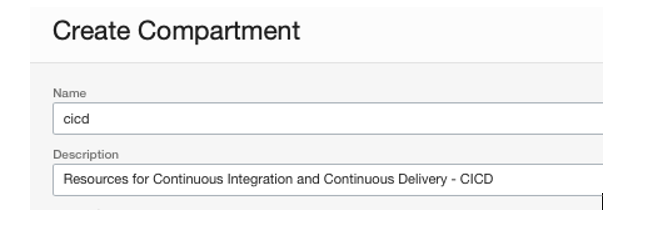 Create Compartment
Name
cicd
Description
Resources for Continuous Integration and Continuous Delivery - CICD